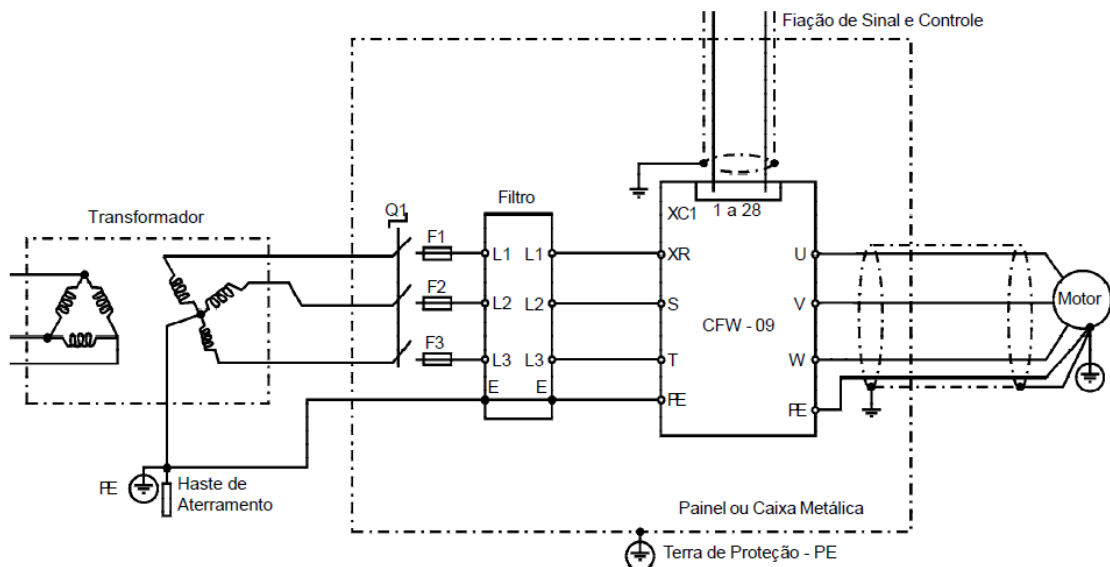 Fiação de Sinal e Controle
Transformador
Q1
F1
F2
F3
Filtro
L1 L1
L2 L2
L3 L3
E E
XC1 1 a 28
XR
S
T
PE
CFW - 09
U
V
W
PE
Motor
PE
Haste de
Aterramento
Painel ou Caixa Metálica
Terra de Proteção - PE